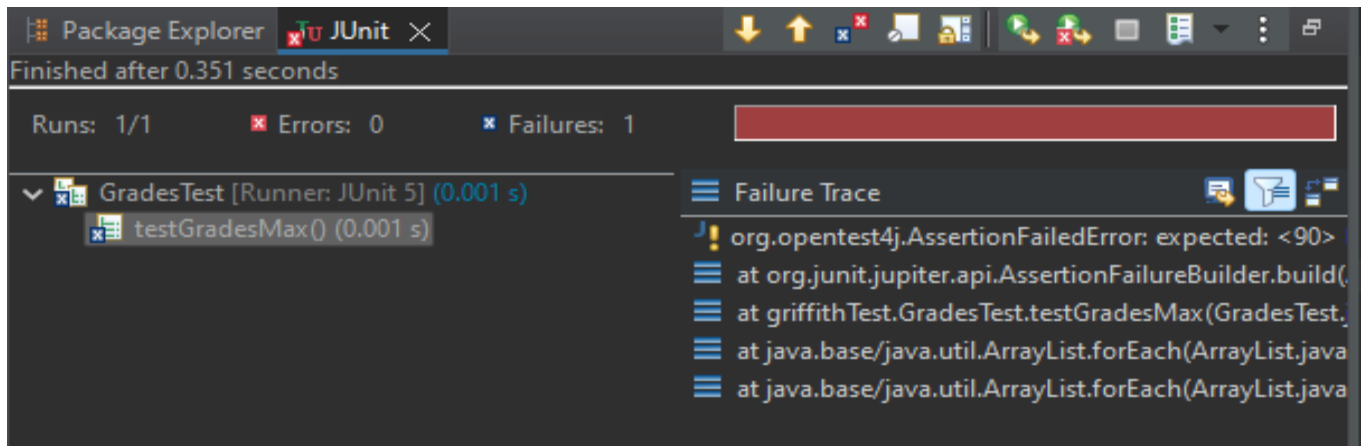 Package Explorer JUnit
Finished after 0.351 seconds
Runs: 1/1 Errors: 0 Failures: 1
GradesTest [Runner: JUnit 5] (0.001 s)
testGradesMax() (0.001 s)
Failure Trace
org.opentest4j.AssertionFailedError: expected: <90>
at org.junit.jupiter.api.AssertionFailureBuilder.build(
at griffithTest.GradesTest.testGradesMax(GradesTest.
at java.base/java.util.ArrayList.forEach(ArrayList.java
at java.base/java.util.ArrayList.forEach(ArrayList.java